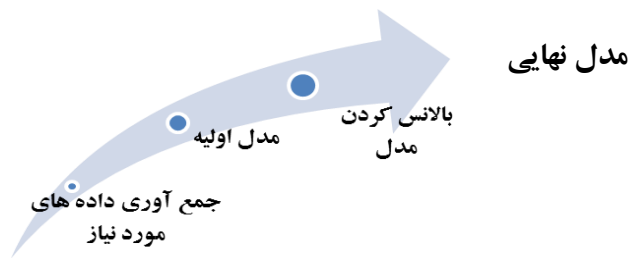 مدل نهایی
بالانس کردن
مدل
مدل اولیه
جمع آوری داده های
مورد نیاز